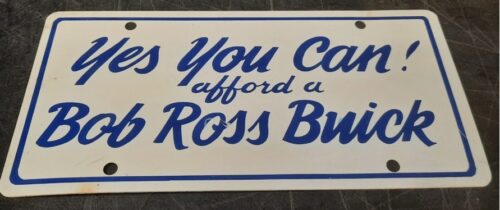 Yes You Can!
afford a
Bob Ross Buick